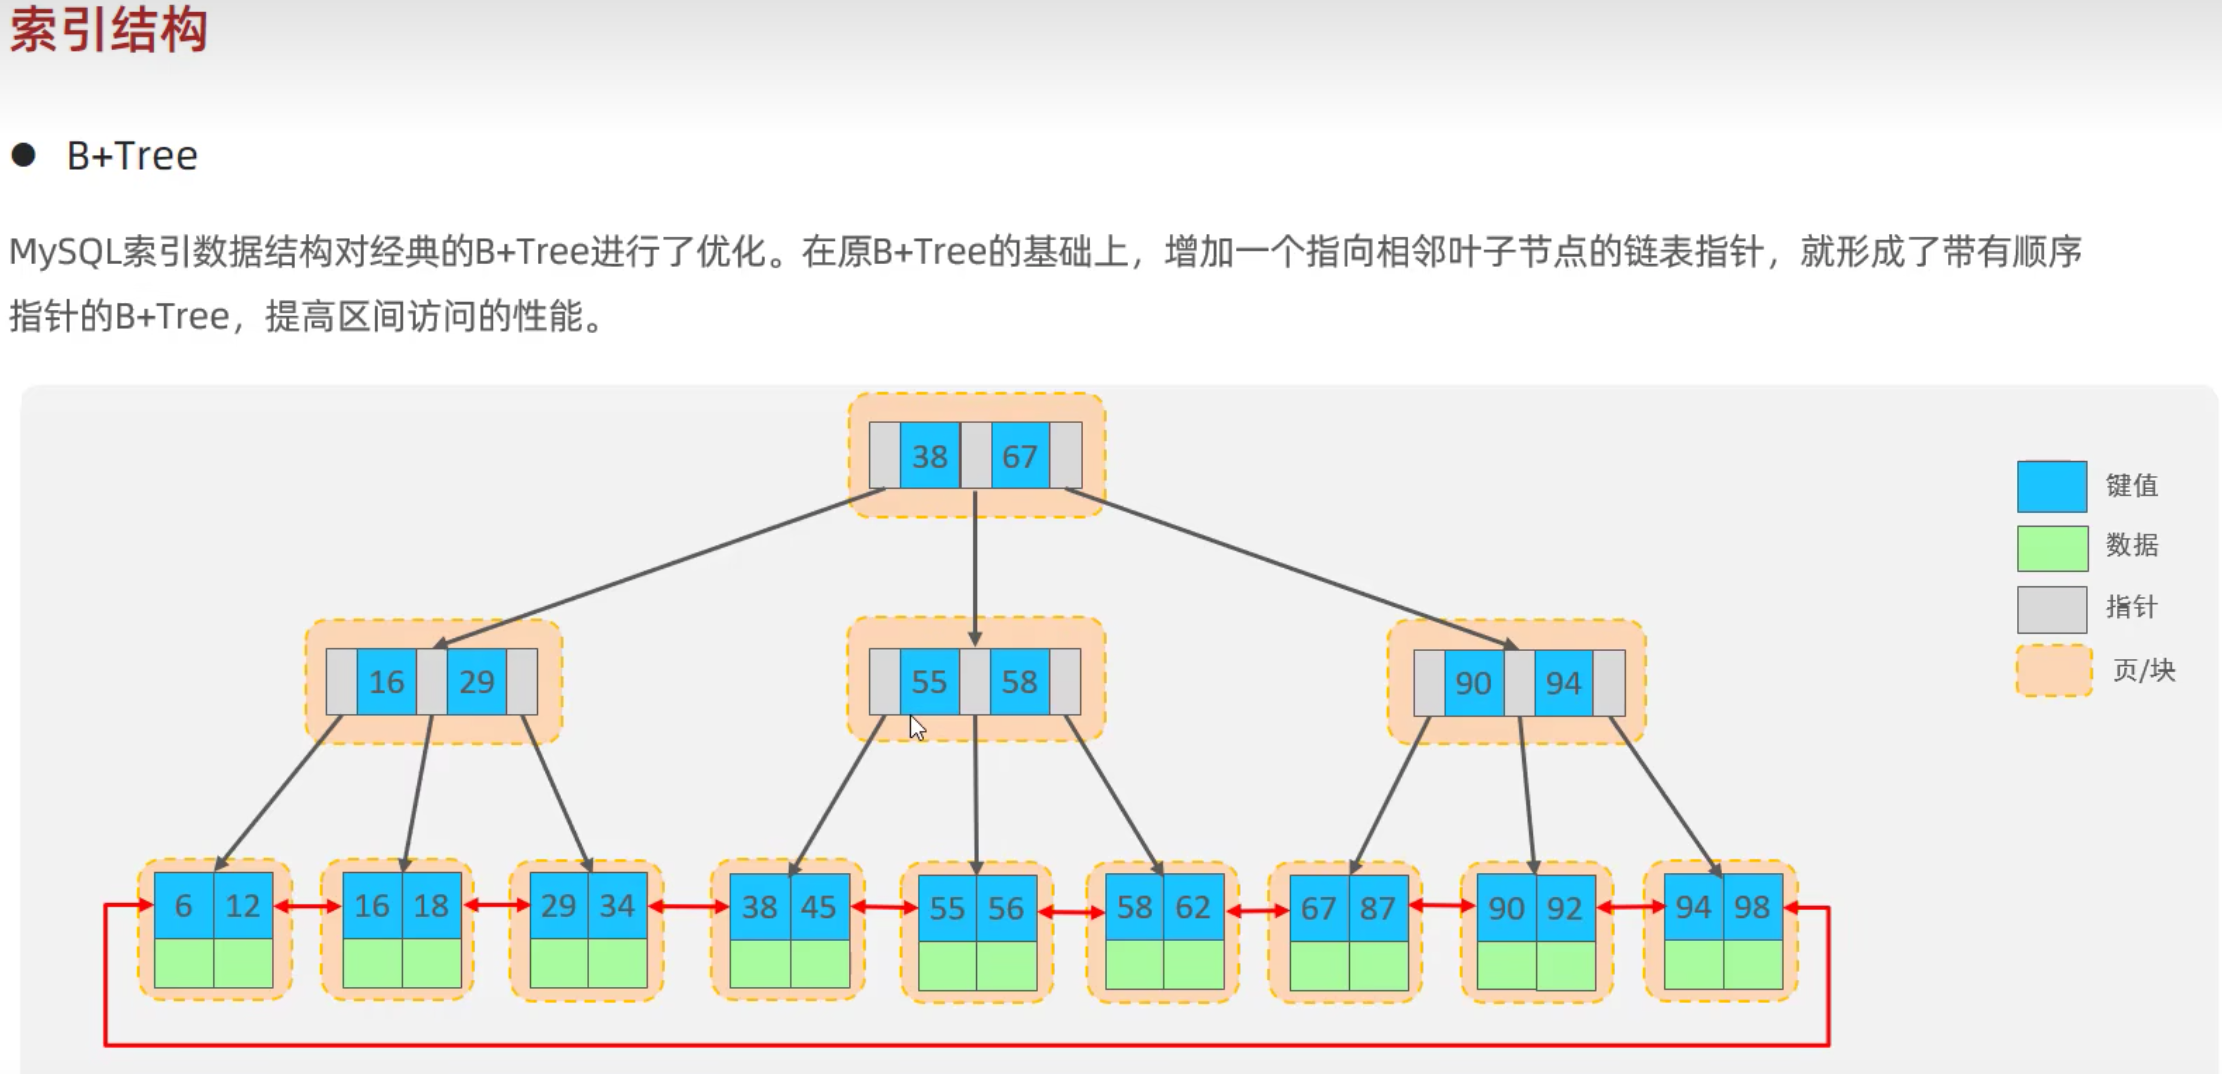 索引结构
● B+Tree
MySQL索引数据结构对经典的B+Tree进行了优化。在原B+Tree的基础上，增加一个指向相邻叶子节点的链表指针，就形成了带有顺序
指针的B+Tree，提高区间访问的性能。
38 67
键值
数据
指针
页/块
16 29
55 58
90 94
6 12
16 18
29 34
38 45
55 56
58 62
67 87
90 92
94 98